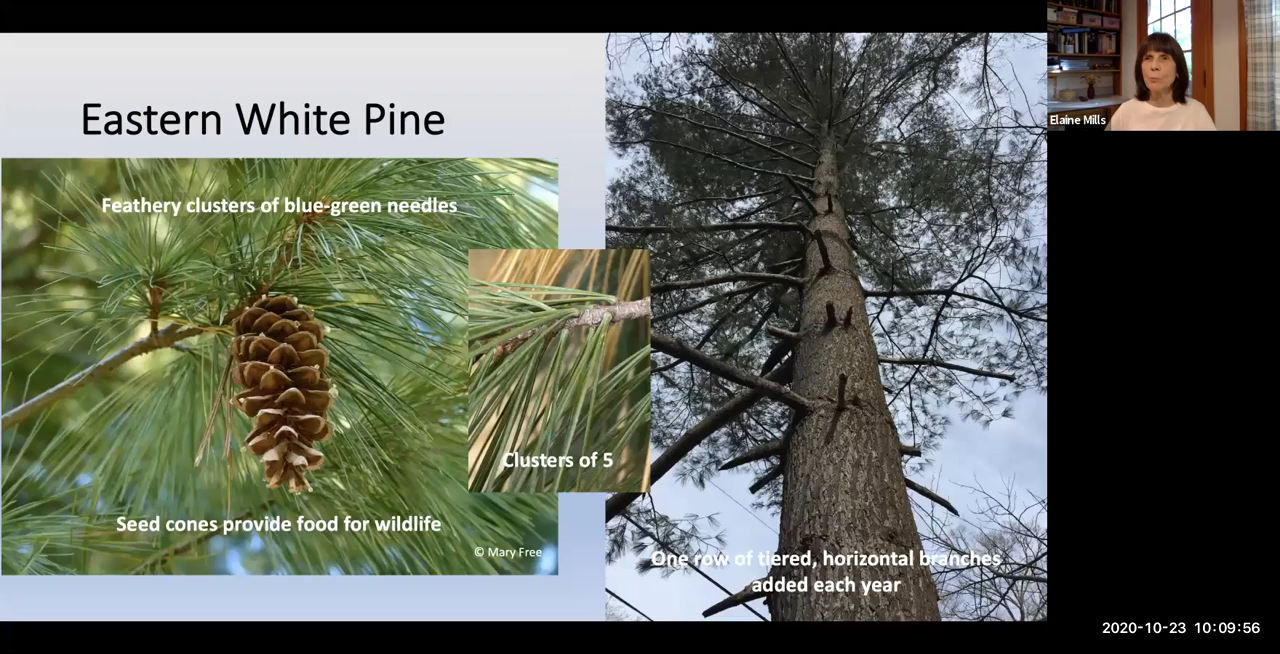 Eastern White Pine
Feathery clusters of blue-green needles
Clusters of 5
Seed cones provide food for wildlife
© Mary Free
One row of tiered, horizontal branches
added each year
Elaine Mills
2020-10-23 10:09:56